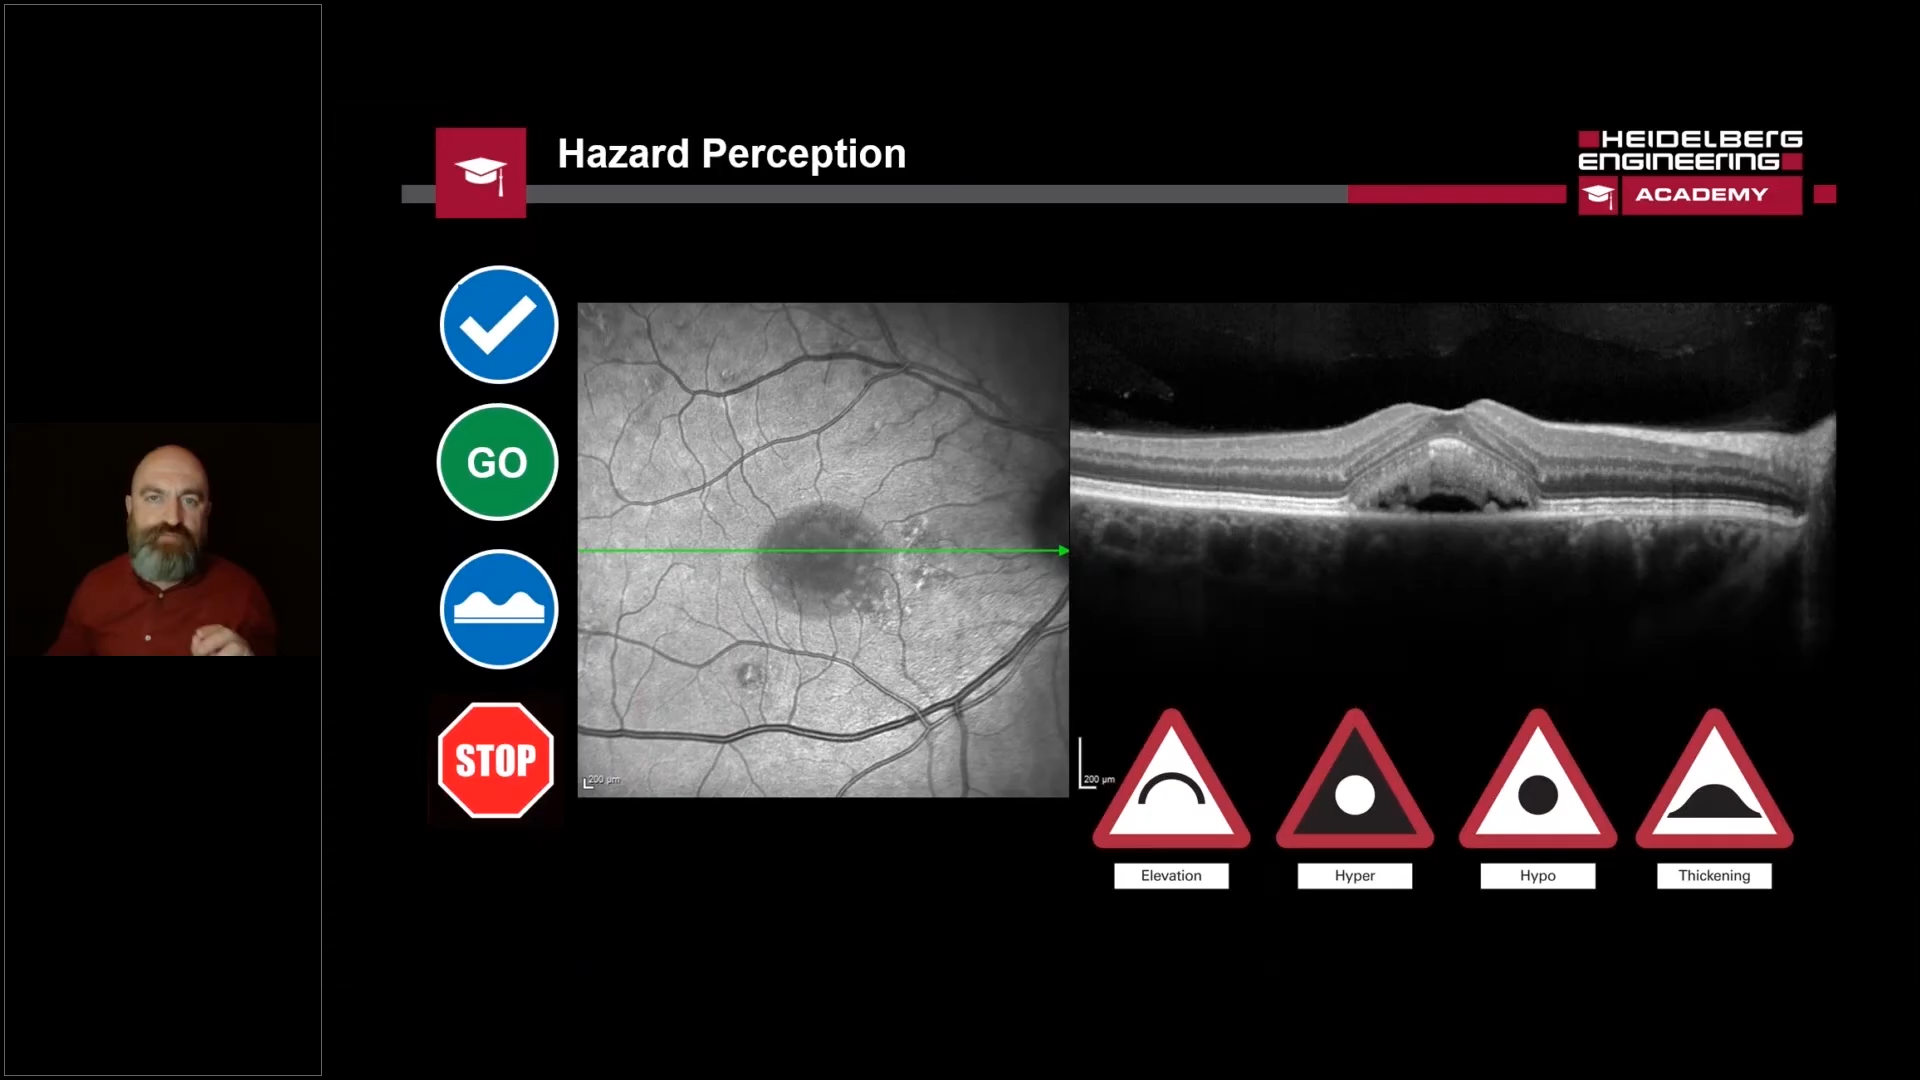 Hazard Perception
HEIDELBERG
ENGINEERING
ACADEMY
GO
STOP
200 µm
200 µm
Elevation
Hyper
Hypo
Thickening